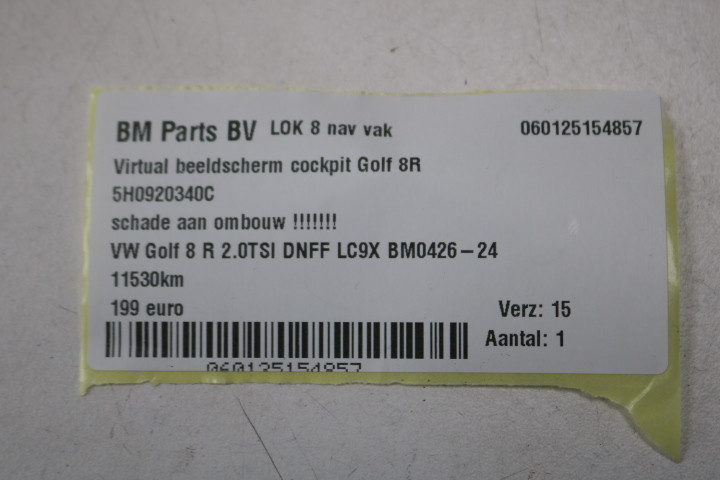 BM Parts BV LOK 8 nav vak 060125154857
Virtual beeldscherm cockpit Golf 8R
5H0920340C
schade aan ombouw !!!!!!!
VW Golf 8 R 2.0TSI DNFF LC9X BM0426-24
11530km
199 euro Verz: 15
Aantal: 1
060125154857